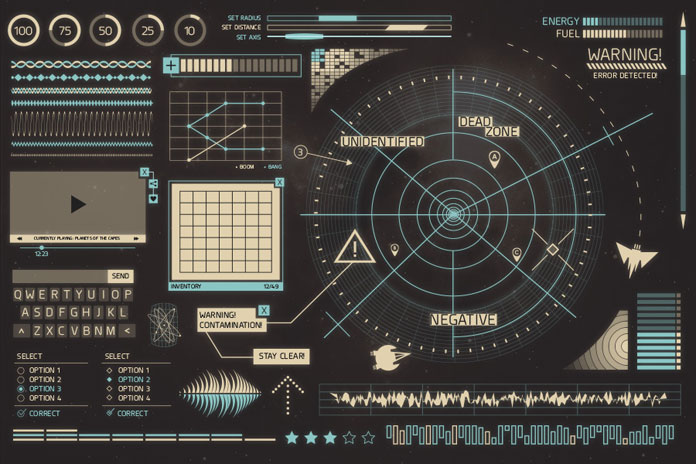 100 75 50 25 10
SET RADIUS
SET DISTANCE
SET AXIS
ENERGY
FUEL
WARNING!
ERROR DETECTED!
+
• BOOM • BANG
3
UNIDENTIFIED
DEAD
ZONE
A
X
CURRENTLY PLAYING: PLANETS OF THE CAPES
12:23
X
INVENTORY 12/49
SEND
Q W E R T Y U I O P
A S D F G H J K L
^ Z X C V B N M <
!
X
WARNING!
CONTAMINATION!
STAY CLEAR!
NEGATIVE
SELECT
OPTION 1
OPTION 2
OPTION 3
OPTION 4
CORRECT
SELECT
OPTION 1
OPTION 2
OPTION 3
OPTION 4
CORRECT